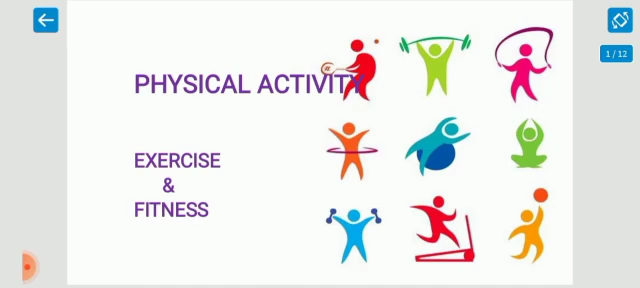 1 / 12
PHYSICAL ACTIVITY
EXERCISE
&
FITNESS